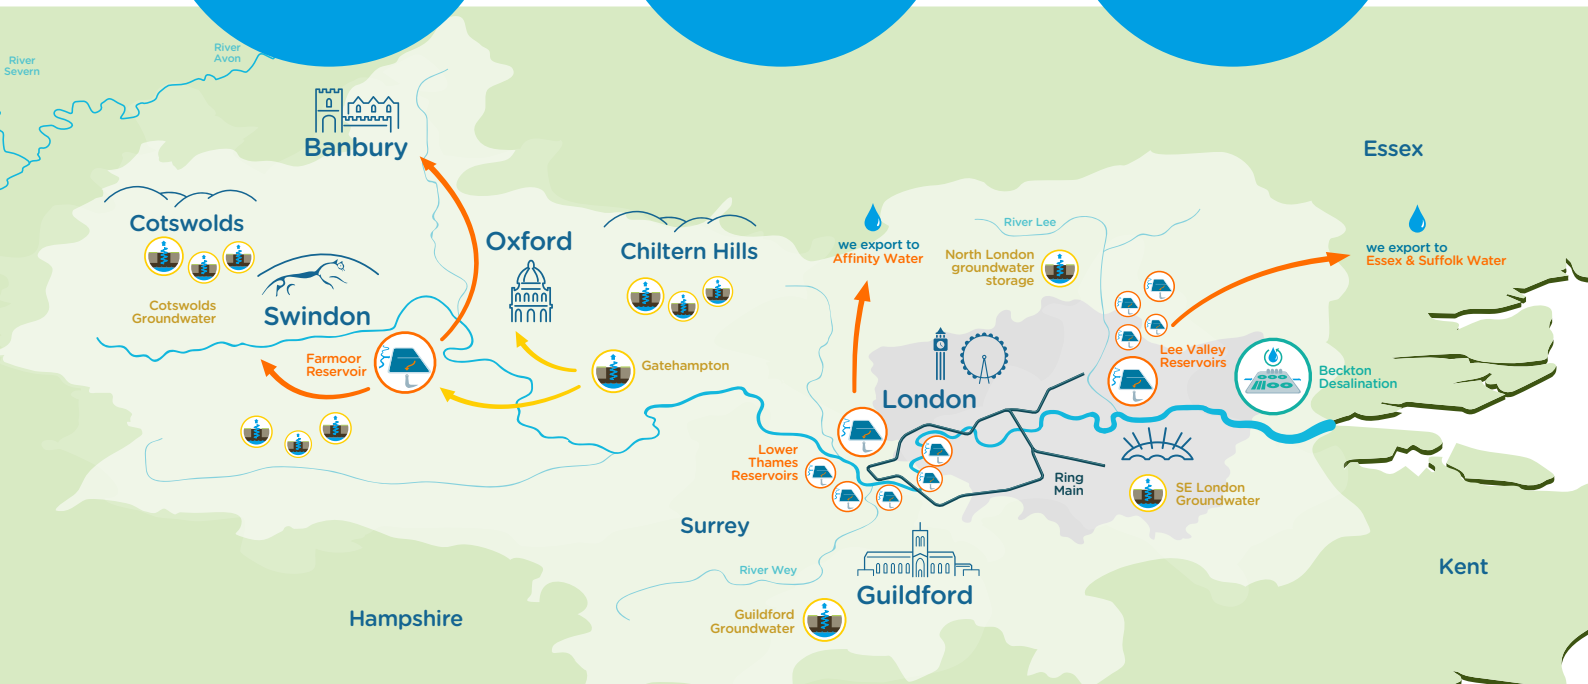 River
Severn
River
Avon
Banbury
Essex
Cotswolds
Cotswolds
Groundwater
Swindon
Oxford
Chiltern Hills
Farmoor
Reservoir
Gatehampton
we export to
Affinity Water
River Lee
North London
groundwater
storage
we export to
Essex & Suffolk Water
Lee Valley
Reservoirs
Beckton
Desalination
London
Lower
Thames
Reservoirs
Ring
Main
SE London
Groundwater
Surrey
River Wey
Guildford
Guildford
Groundwater
Hampshire
Kent